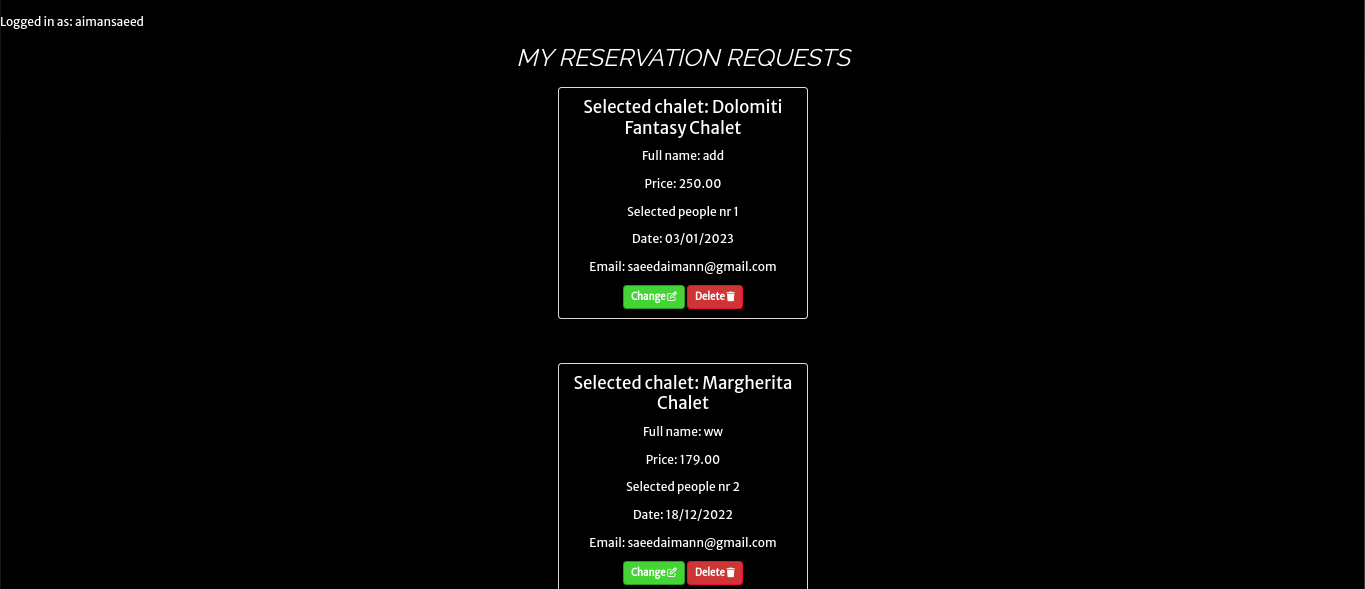 Logged in as: aimansaeed
MY RESERVATION REQUESTS
Selected chalet: Dolomiti
Fantasy Chalet
Full name: add
Price: 250.00
Selected people nr 1
Date: 03/01/2023
Email: saeedaimann@gmail.com
Change Delete
Selected chalet: Margherita
Chalet
Full name: ww
Price: 179.00
Selected people nr 2
Date: 18/12/2022
Email: saeedaimann@gmail.com
Change Delete